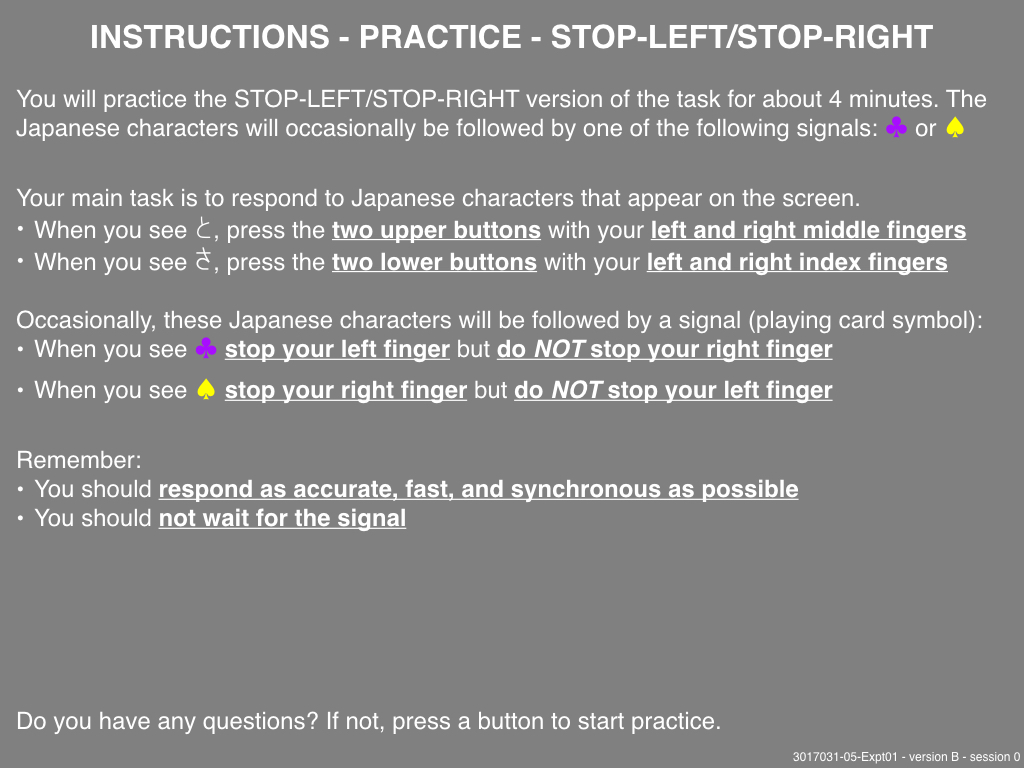 INSTRUCTIONS - PRACTICE - STOP-LEFT/STOP-RIGHT
You will practice the STOP-LEFT/STOP-RIGHT version of the task for about 4 minutes. The
Japanese characters will occasionally be followed by one of the following signals: ♣ or ♠
Your main task is to respond to Japanese characters that appear on the screen.
• When you see と, press the two upper buttons with your left and right middle fingers
• When you see さ, press the two lower buttons with your left and right index fingers
Occasionally, these Japanese characters will be followed by a signal (playing card symbol):
• When you see ♣ stop your left finger but do NOT stop your right finger
• When you see ♠ stop your right finger but do NOT stop your left finger
Remember:
• You should respond as accurate, fast, and synchronous as possible
• You should not wait for the signal
Do you have any questions? If not, press a button to start practice.
3017031-05-Expt01 - version B - session 0